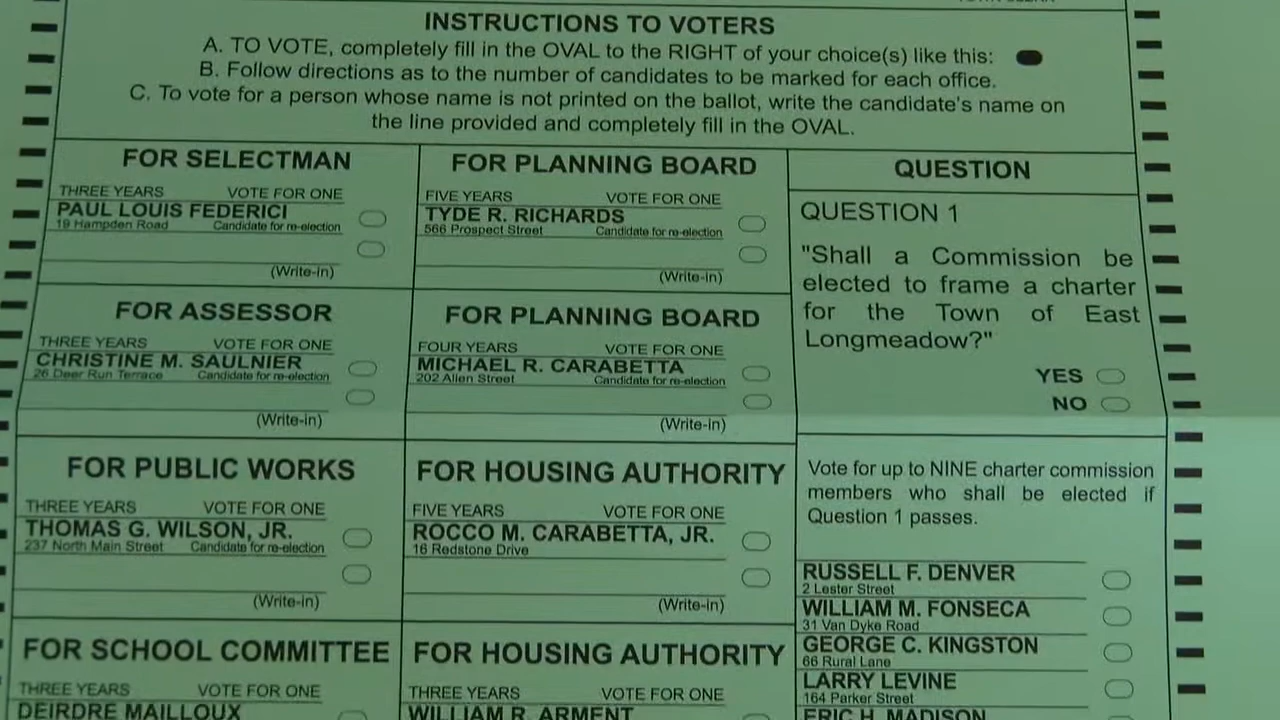 INSTRUCTIONS TO VOTERS
A. TO VOTE, completely fill in the OVAL to the RIGHT of your choice(s) like this:
B. Follow directions as to the number of candidates to be marked for each office.
C. To vote for a person whose name is not printed on the ballot, write the candidate's name on
the line provided and completely fill in the OVAL.
FOR SELECTMAN
THREE YEARS VOTE FOR ONE
PAUL LOUIS FEDERICI
19 Hampden Road Candidate for re-election
(Write-in)
FOR ASSESSOR
THREE YEARS VOTE FOR ONE
CHRISTINE M. SAULNIER
26 Deer Run Terrace Candidate for re-election
(Write-in)
FOR PUBLIC WORKS
THREE YEARS VOTE FOR ONE
THOMAS G. WILSON, JR.
237 North Main Street Candidate for re-election
(Write-in)
FOR SCHOOL COMMITTEE
THREE YEARS VOTE FOR ONE
DEIRDRE MAILLOUX
FOR PLANNING BOARD
FIVE YEARS VOTE FOR ONE
TYDE R. RICHARDS
566 Prospect Street Candidate for re-election
(Write-in)
FOR PLANNING BOARD
FOUR YEARS VOTE FOR ONE
MICHAEL R. CARABETTA
202 Allen Street Candidate for re-election
(Write-in)
FOR HOUSING AUTHORITY
FIVE YEARS VOTE FOR ONE
ROCCO M. CARABETTA, JR.
16 Redstone Drive
(Write-in)
FOR HOUSING AUTHORITY
THREE YEARS VOTE FOR ONE
WILLIAM R. ARMENT
QUESTION
QUESTION 1
"Shall a Commission be
elected to frame a charter
for the Town of East
Longmeadow?"
YES
NO
Vote for up to NINE charter commission
members who shall be elected if
Question 1 passes.
RUSSELL F. DENVER
2 Lester Street
WILLIAM M. FONSECA
31 Van Dyke Road
GEORGE C. KINGSTON
66 Rural Lane
LARRY LEVINE
164 Parker Street
ERIC H. MADISON